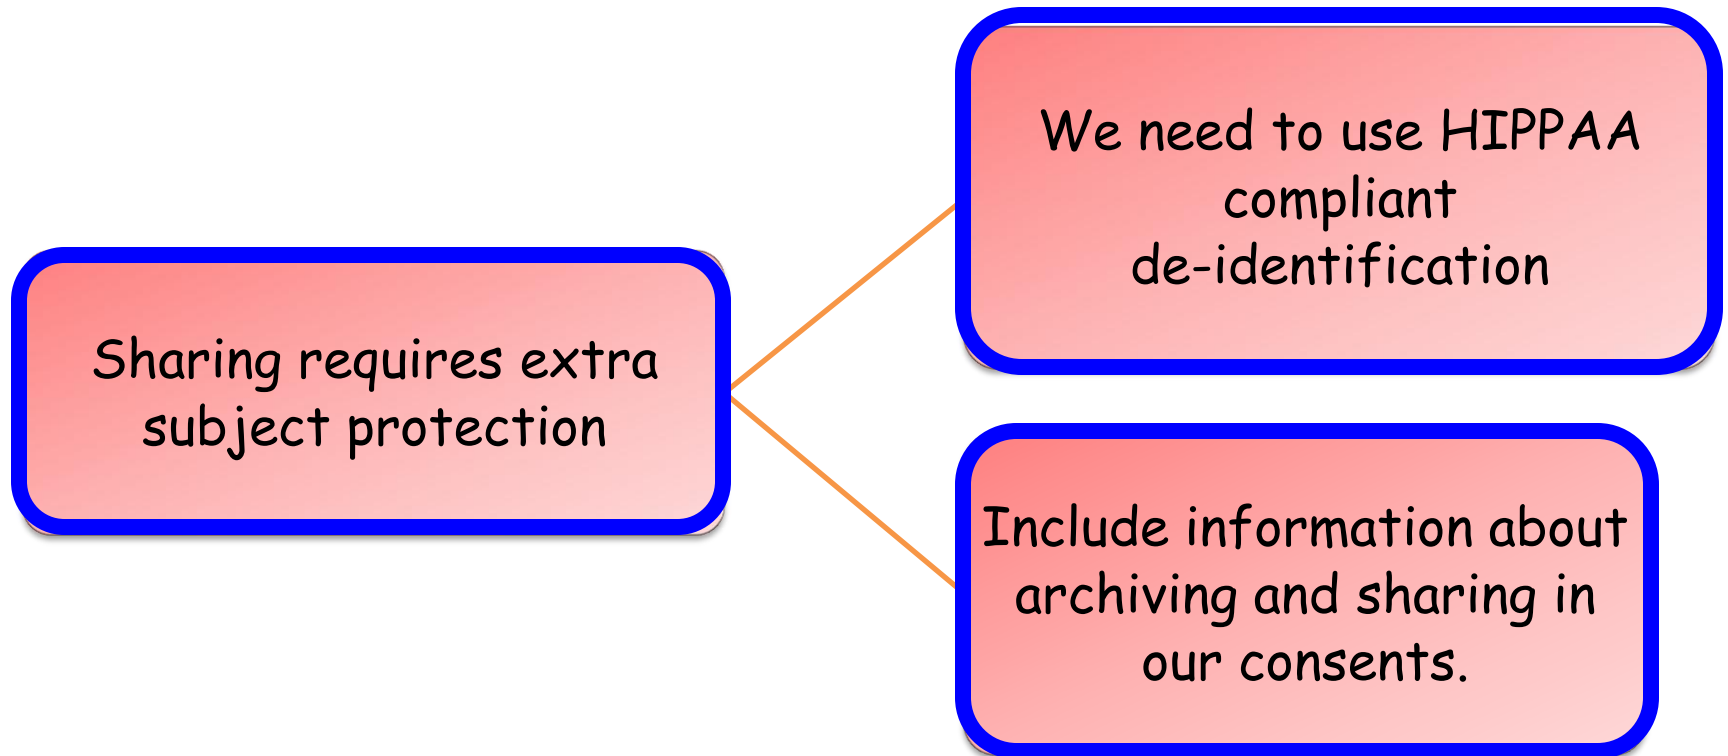 Sharing requires extra
subject protection
We need to use HIPPAA
compliant
de-identification
Include information about
archiving and sharing in
our consents.